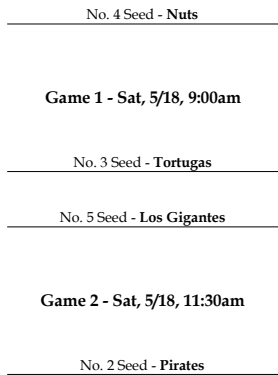 No. 4 Seed - Nuts
Game 1 - Sat, 5/18, 9:00am
No. 3 Seed - Tortugas
No. 5 Seed - Los Gigantes
Game 2 - Sat, 5/18, 11:30am
No. 2 Seed - Pirates